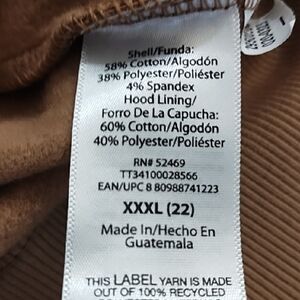 Shell/Funda:
58% Cotton/Algodón
38% Polyester/Poliéster
4% Spandex
Hood Lining/
Forro De La Capucha:
60% Cotton/Algodón
40% Polyester/Poliéster
RN# 52469
TT34100028566
EAN/UPC 8 80988741223
XXXL (22)
Made In/Hecho En
Guatemala
THIS LABEL YARN IS MADE
OUT OF 100% RECYCLED